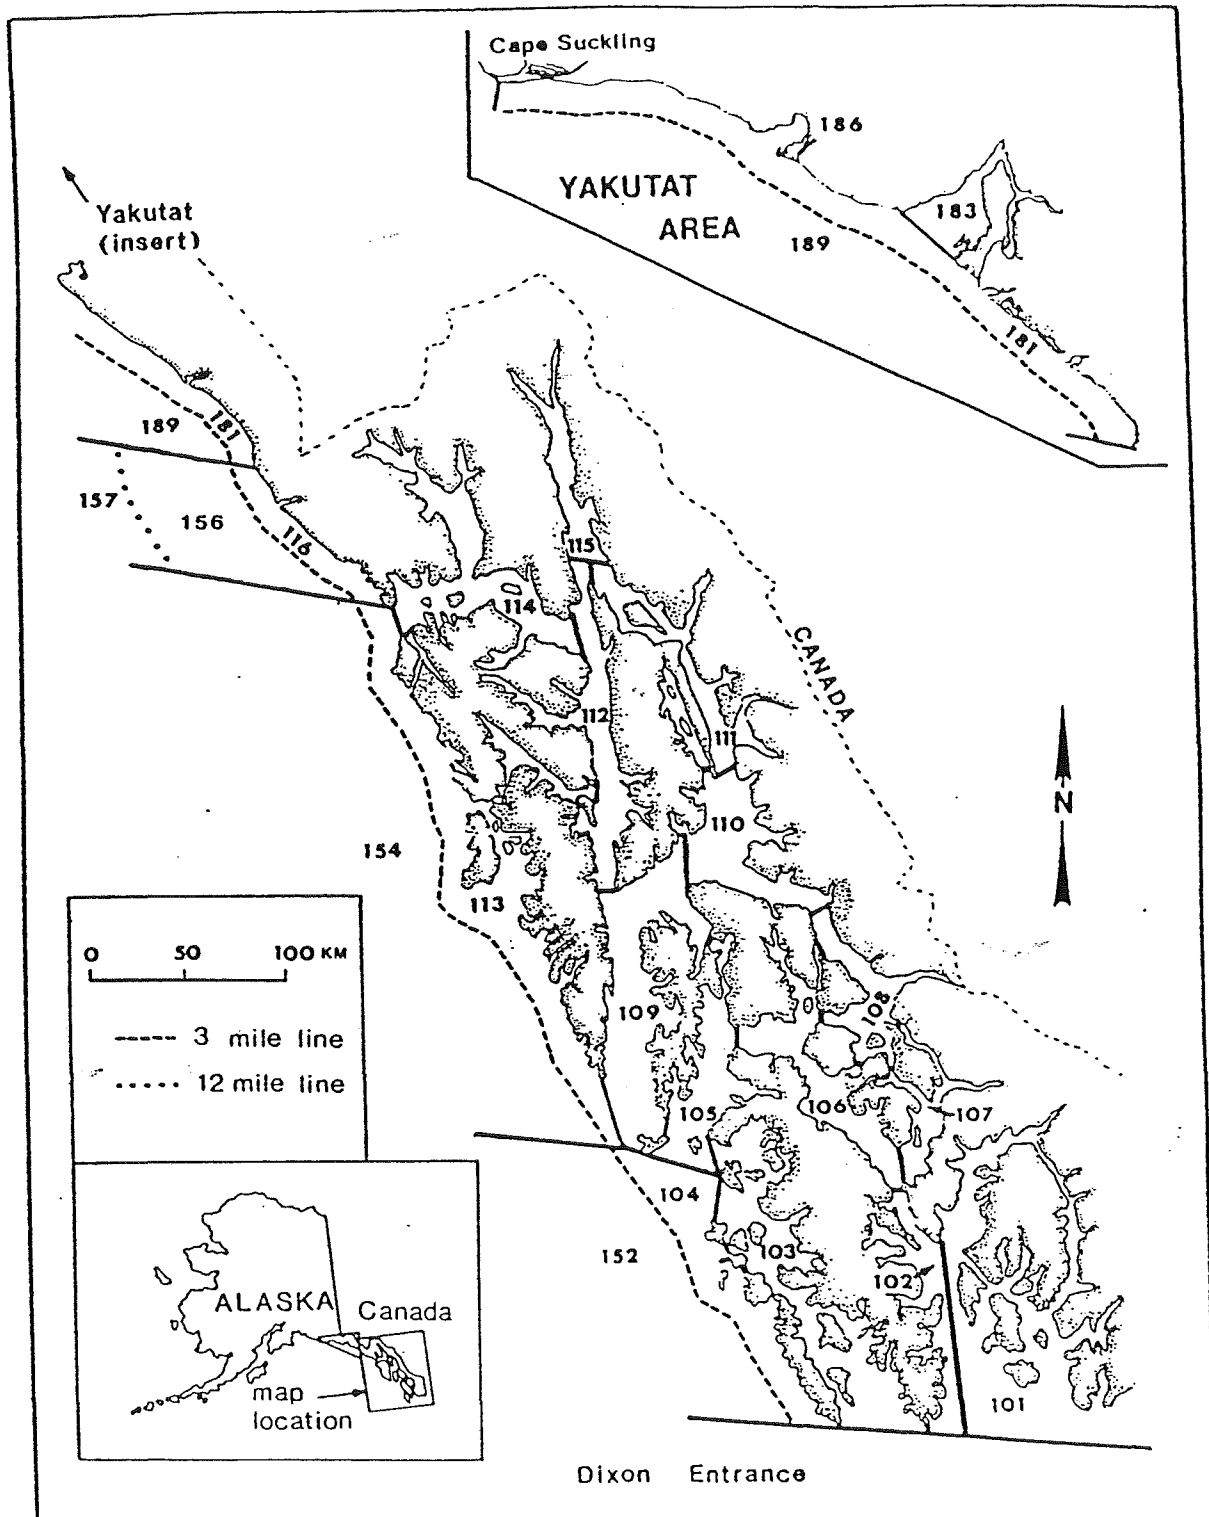 Cape Suckling
186
YAKUTAT
AREA
183
189
181
Yakutat
(insert)
189
181
157
156
116
115
114
CANADA
112
111
N
110
154
113
0 50 100 KM
3 mile line
12 mile line
109
108
105
106
107
104
103
152
102
101
ALASKA
Canada
map
location
Dixon Entrance